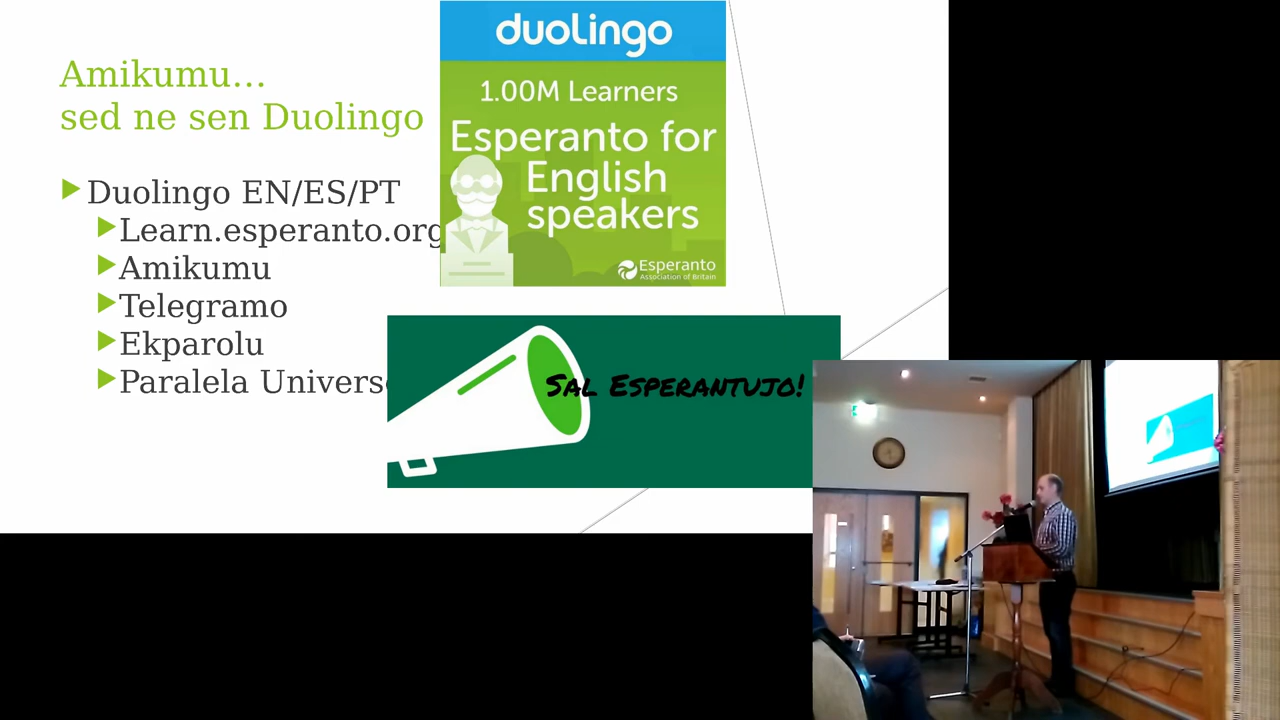 Amikumu...
sed ne sen Duolingo
Duolingo EN/ES/PT
Learn.esperanto.org
Amikumu
Telegramo
Ekparolu
Paralela
duolingo
1.00M Learners
Esperanto for
English
speakers
Esperanto
Association of Britain
Sal Esperantujo!